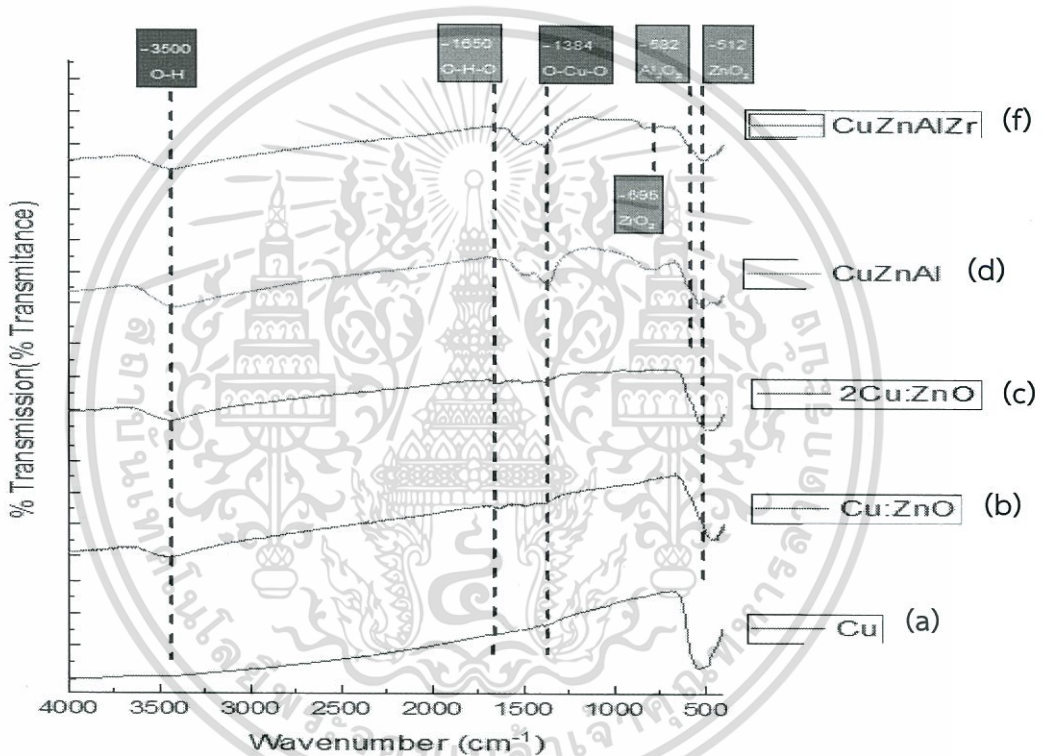 ~3500
O-H
~1650
O-H-O
~1384
O-Cu-O
~582
Al₂O₃
~512
ZnO₂
CuZnAlZr (f)
~695
ZrO₂
CuZnAl (d)
2Cu:ZnO (c)
Cu:ZnO (b)
Cu (a)
% Transmission(% Transmitance)
4000 3500 3000 2500 2000 1500 1000 500
Wavenumber (cm⁻¹)